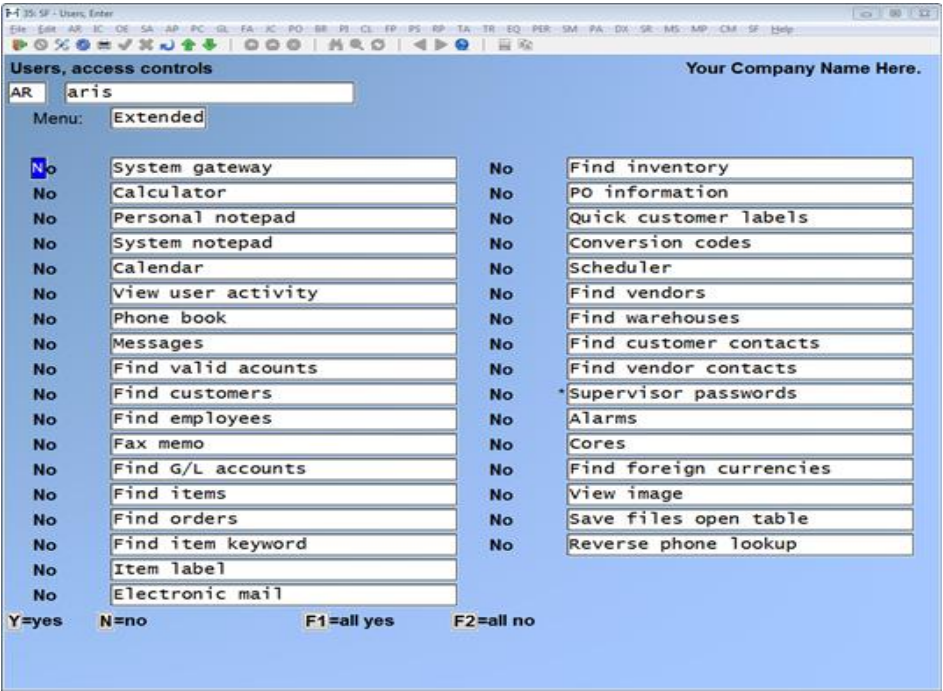 35: SF - Users, Enter
File Edit AR IC OE SA AP PC GL FA JC PO BR PI CL FP PS RP TA TR EQ PER SM PA DX SR MS MP CM SF Help
Users, access controls Your Company Name Here.
AR aris
Menu: Extended
No System gateway No Find inventory
No Calculator No PO information
No Personal notepad No Quick customer labels
No System notepad No Conversion codes
No Calendar No Scheduler
No View user activity No Find vendors
No Phone book No Find warehouses
No Messages No Find customer contacts
No Find valid acounts No Find vendor contacts
No Find customers No *Supervisor passwords
No Find employees No Alarms
No Fax memo No Cores
No Find G/L accounts No Find foreign currencies
No Find items No View image
No Find orders No Save files open table
No Find item keyword No Reverse phone lookup
No Item label
No Electronic mail
Y=yes N=no F1=all yes F2=all no